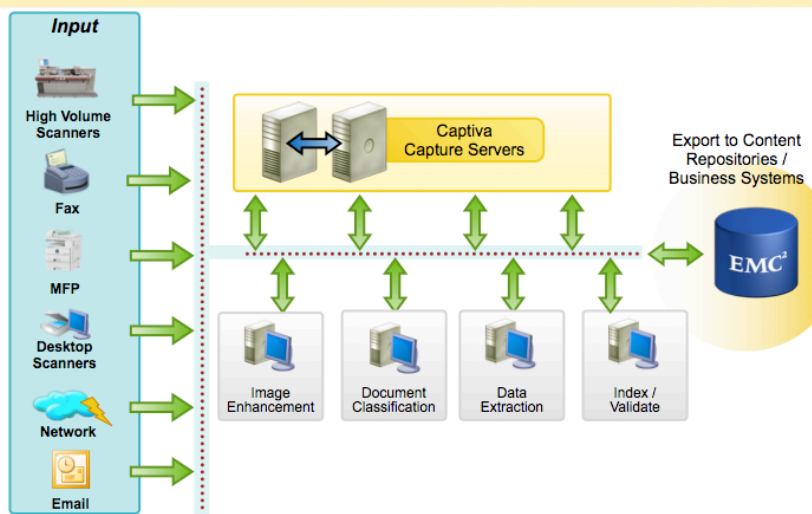 Input
High Volume
Scanners
Fax
MFP
Desktop
Scanners
Network
Email
Captiva
Capture Servers
Image
Enhancement
Document
Classification
Data
Extraction
Index /
Validate
Export to Content
Repositories /
Business Systems
EMC²